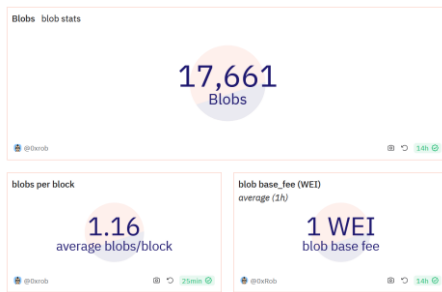 Blobs blob stats
17,661
Blobs
@0xrob
14h
blobs per block
1.16
average blobs/block
@0xrob
25min
blob base_fee (WEI)
average (1h)
1 WEI
blob base fee
@0xRob
14h